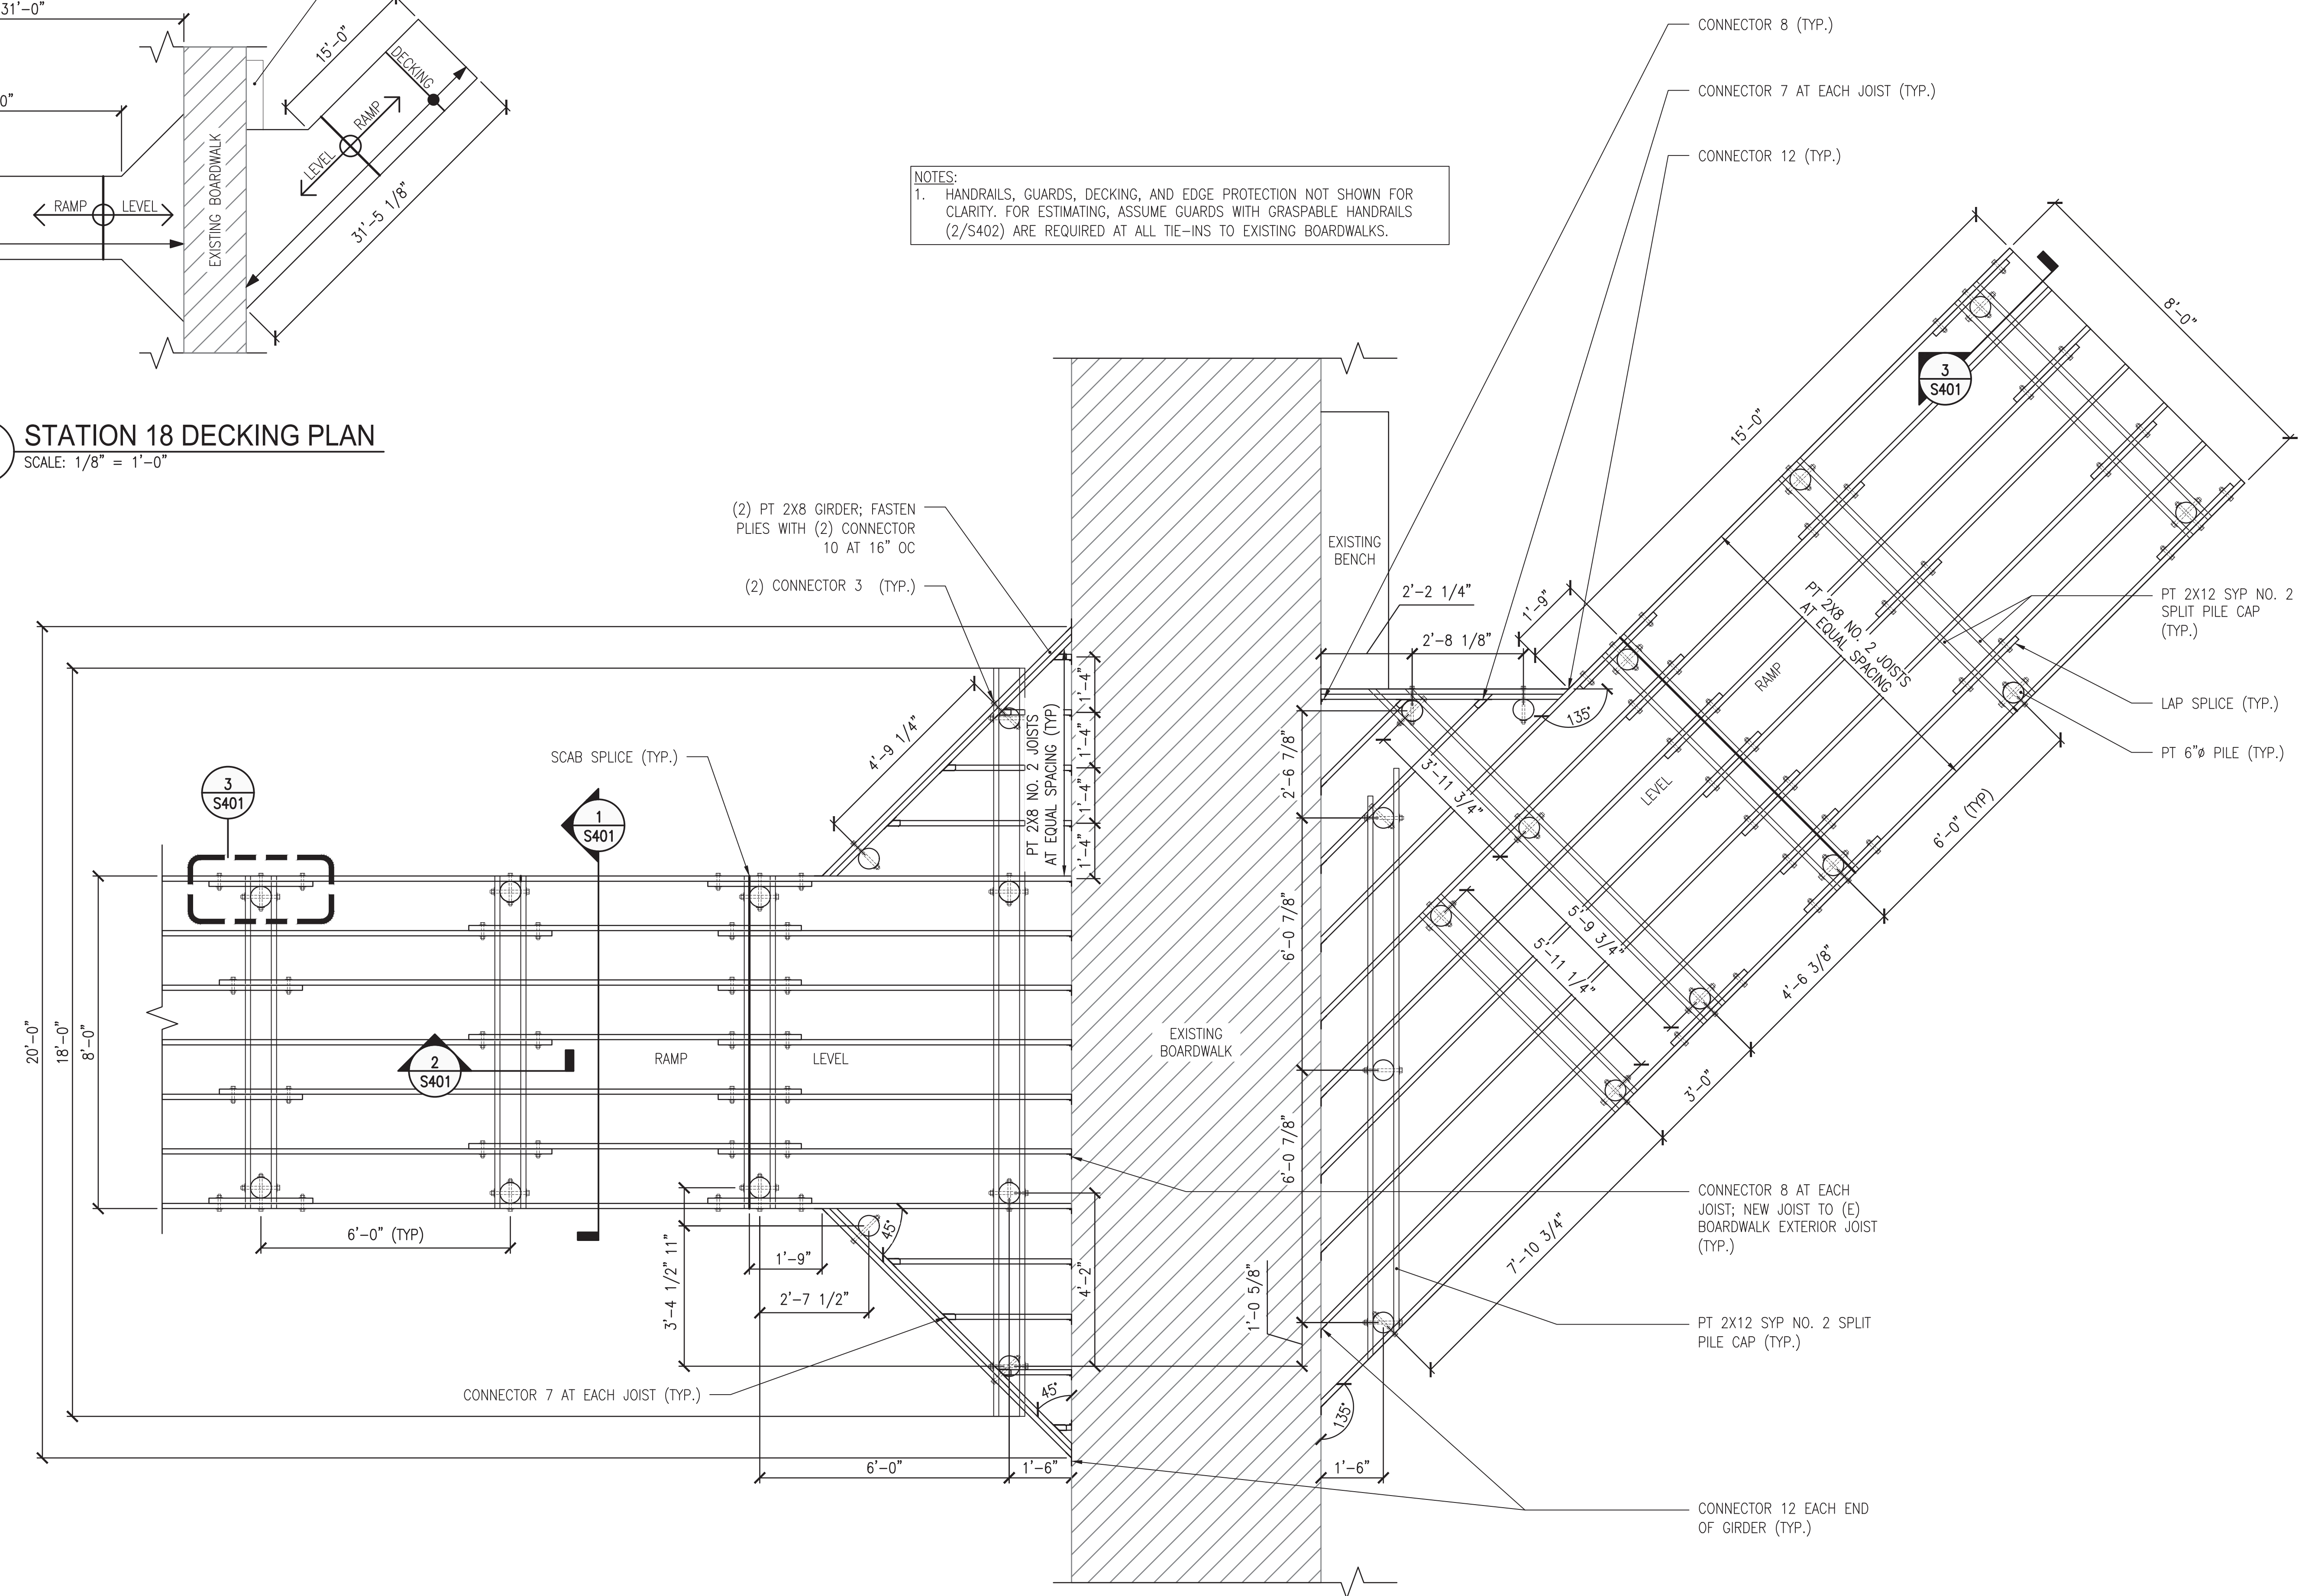 31'-0"
0"
15'-0"
DECKING
RAMP
LEVEL
31'-5 1/8"
EXISTING BOARDWALK
RAMP
LEVEL
STATION 18 DECKING PLAN
SCALE: 1/8" = 1'-0"
NOTES:
1. HANDRAILS, GUARDS, DECKING, AND EDGE PROTECTION NOT SHOWN FOR
CLARITY. FOR ESTIMATING, ASSUME GUARDS WITH GRASPABLE HANDRAILS
(2/S402) ARE REQUIRED AT ALL TIE-INS TO EXISTING BOARDWALKS.
CONNECTOR 8 (TYP.)
CONNECTOR 7 AT EACH JOIST (TYP.)
CONNECTOR 12 (TYP.)
8'-0"
3
S401
15'-0"
(2) PT 2X8 GIRDER; FASTEN
PLIES WITH (2) CONNECTOR
10 AT 16" OC
(2) CONNECTOR 3 (TYP.)
EXISTING
BENCH
2'-2 1/4"
2'-8 1/8"
1'-9"
135°
PT 2X8 NO. 2 JOISTS
AT EQUAL SPACING
RAMP
LEVEL
PT 2X12 SYP NO. 2
SPLIT PILE CAP
(TYP.)
LAP SPLICE (TYP.)
PT 6"ø PILE (TYP.)
SCAB SPLICE (TYP.)
4'-9 1/4"
1'-4"
1'-4"
1'-4"
1'-4"
PT 2X8 NO. 2 JOISTS
AT EQUAL SPACING (TYP)
3
S401
1
S401
2
S401
20'-0"
18'-0"
8'-0"
RAMP
LEVEL
EXISTING
BOARDWALK
2'-6 7/8"
6'-0 7/8"
6'-0 7/8"
1'-0 5/8"
3'-11 3/4"
5'-9 3/4"
5'-11 1/4"
6'-0" (TYP)
4'-6 3/8"
3'-0"
7'-10 3/4"
6'-0" (TYP)
1'-9"
2'-7 1/2"
3'-4 1/2"
11"
45°
4'-2"
45°
CONNECTOR 7 AT EACH JOIST (TYP.)
6'-0"
1'-6"
1'-6"
135°
CONNECTOR 8 AT EACH
JOIST; NEW JOIST TO (E)
BOARDWALK EXTERIOR JOIST
(TYP.)
PT 2X12 SYP NO. 2 SPLIT
PILE CAP (TYP.)
CONNECTOR 12 EACH END
OF GIRDER (TYP.)